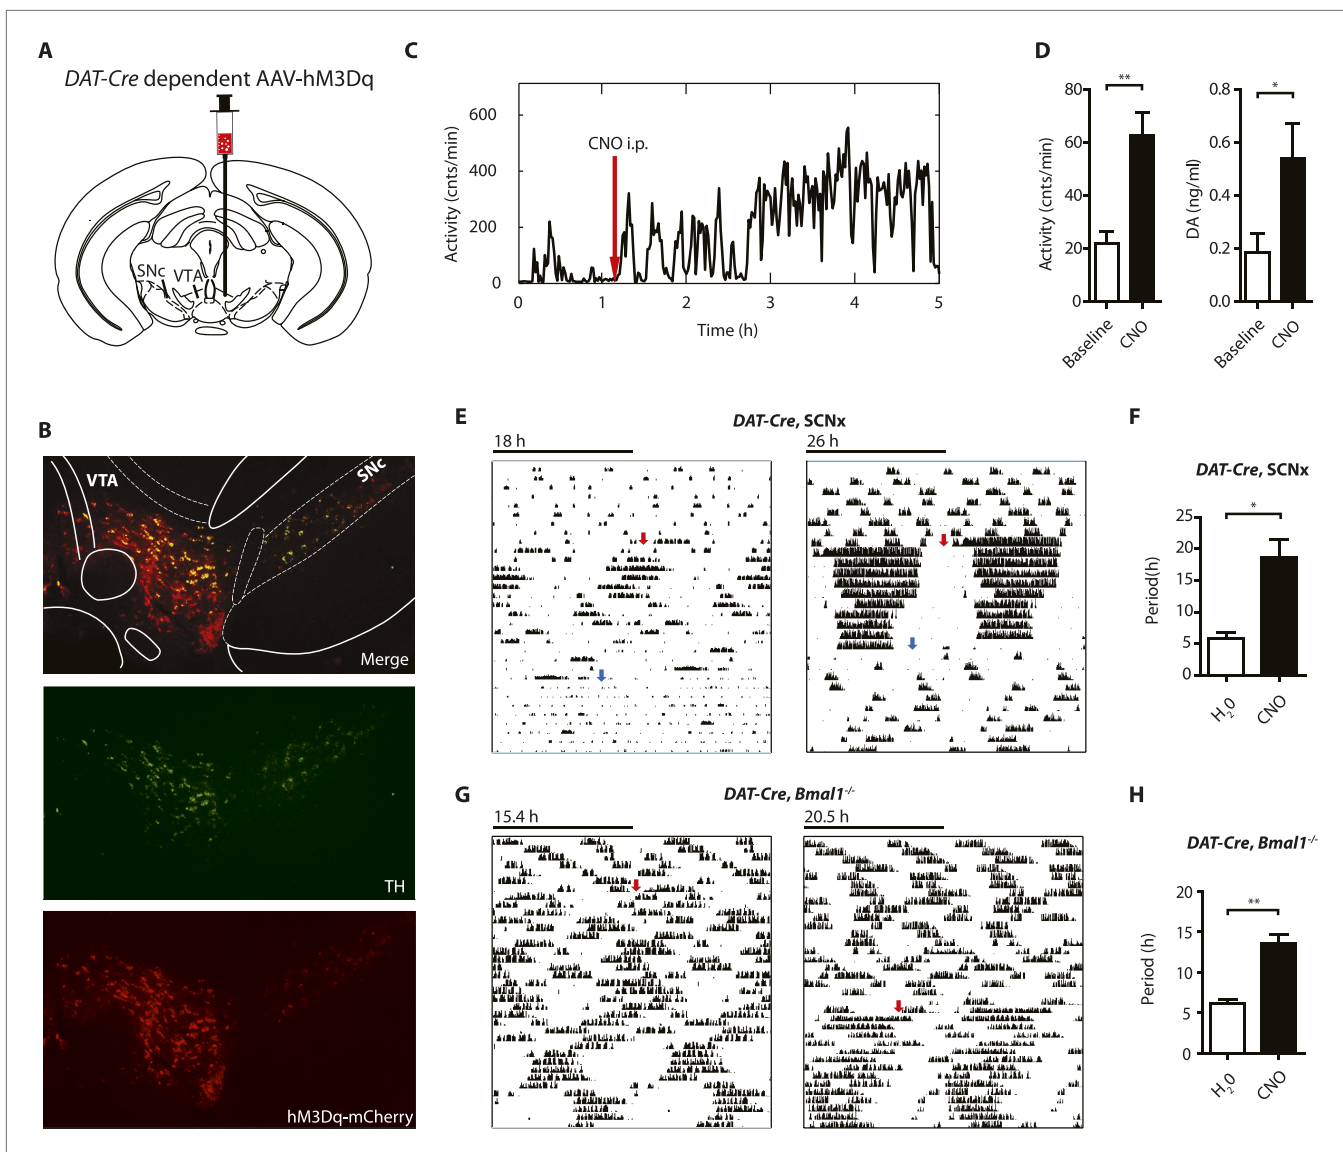 A
DAT-Cre dependent AAV-hM3Dq
SNc
VTA
B
VTA
SNc
Merge
TH
hM3Dq-mCherry
C
Activity (cnts/min)
600
400
200
0
CNO i.p.
0 1 2 3 4 5
Time (h)
D
Activity (cnts/min)
80
60
40
20
0
**
Baseline
CNO
DA (ng/ml)
0.8
0.6
0.4
0.2
0.0
*
Baseline
CNO
E
DAT-Cre, SCNx
18 h
26 h
F
DAT-Cre, SCNx
Period(h)
25
20
15
10
5
0
*
H₂0
CNO
G
DAT-Cre, Bmal1⁻/⁻
15.4 h
20.5 h
H
DAT-Cre, Bmal1⁻/⁻
Period (h)
20
15
10
5
0
**
H₂0
CNO